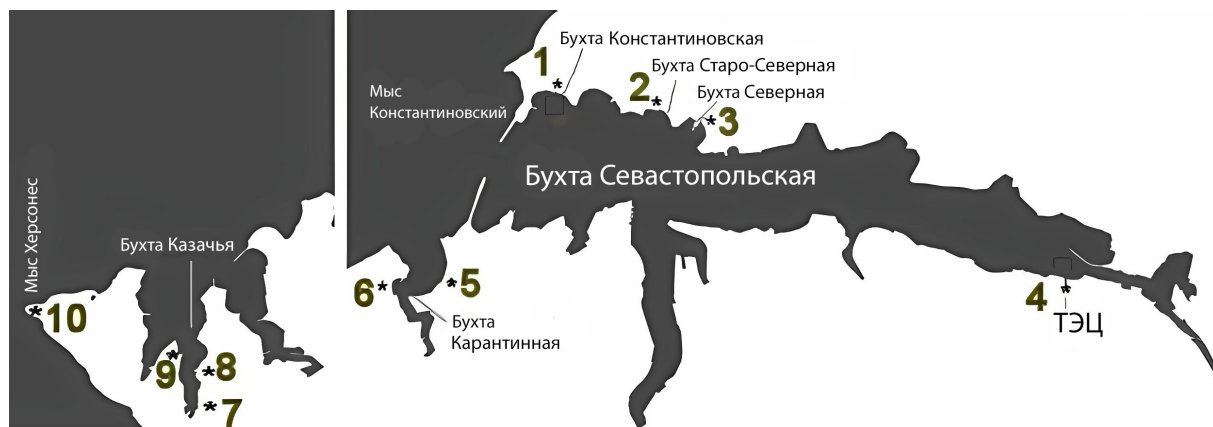 Мыс Херсонес
10
Бухта Казачья
9
8
7
Бухта Константиновская
1
Бухта Старо-Северная
2
Бухта Северная
3
Мыс
Константиновский
Бухта Севастопольская
6
5
Бухта
Карантинная
4
ТЭЦ